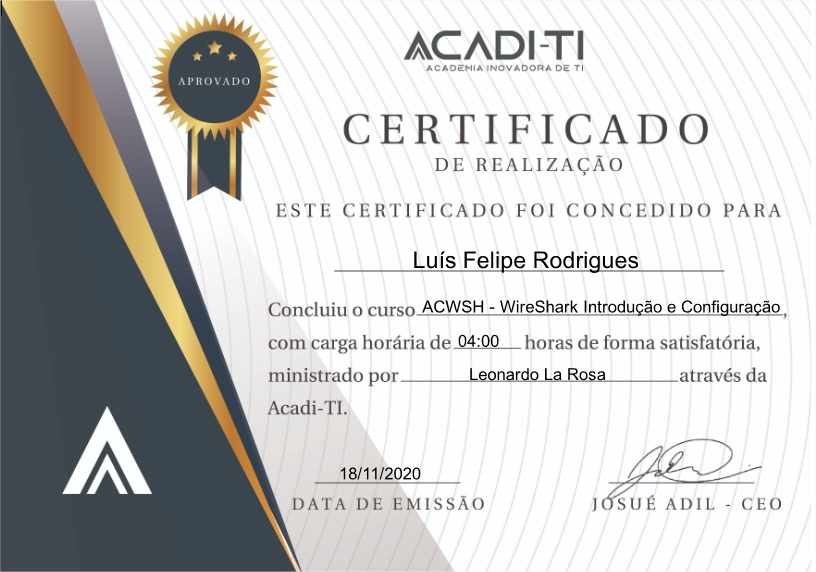 APROVADO
ACADI-TI
ACADEMIA INOVADORA DE TI
CERTIFICADO
DE REALIZAÇÃO
ESTE CERTIFICADO FOI CONCEDIDO PARA
Luís Felipe Rodrigues
Concluiu o curso ACWSH - WireShark Introdução e Configuração,
com carga horária de 04:00 horas de forma satisfatória,
ministrado por Leonardo La Rosa através da
Acadi-TI.
18/11/2020
DATA DE EMISSÃO
JOSUÉ ADIL - CEO